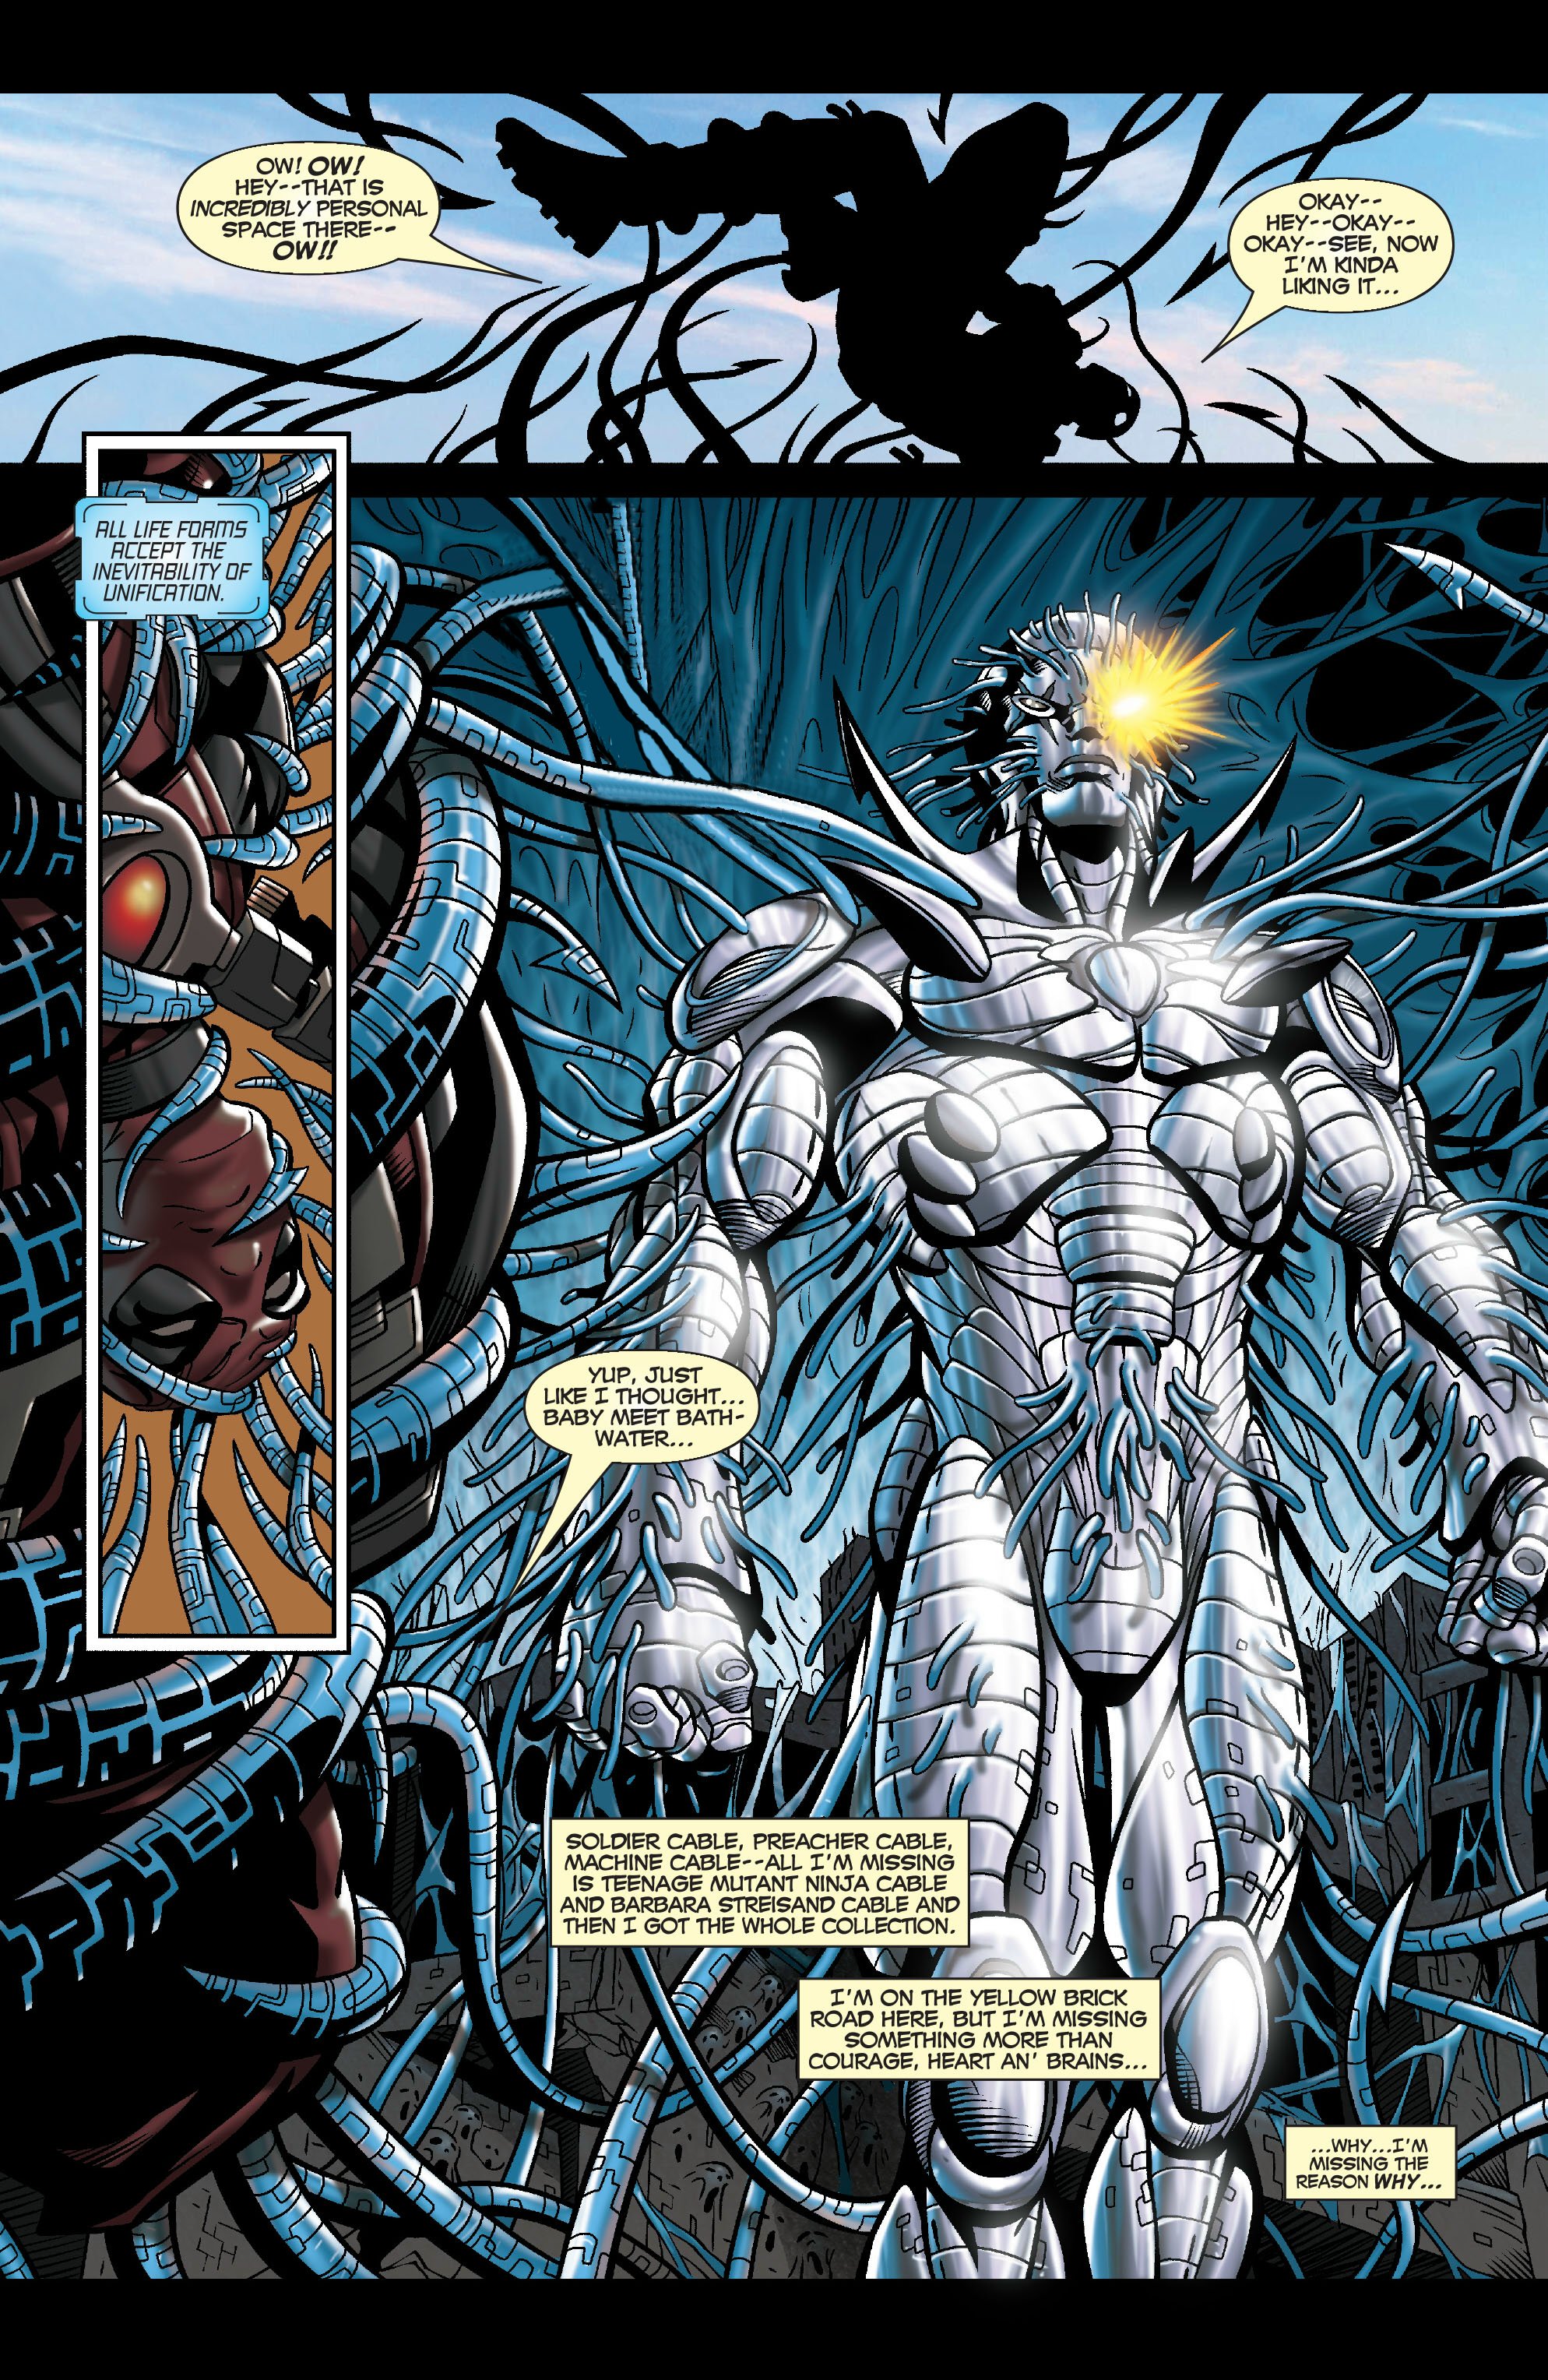 OW! OW!
HEY--THAT IS
INCREDIBLY PERSONAL
SPACE THERE--
OW!!
OKAY--
HEY--OKAY--
OKAY--SEE, NOW
I'M KINDA
LIKING IT...
ALL LIFE FORMS
ACCEPT THE
INEVITABILITY OF
UNIFICATION.
YUP, JUST
LIKE I THOUGHT...
BABY MEET BATH-
WATER...
SOLDIER CABLE, PREACHER CABLE,
MACHINE CABLE--ALL I'M MISSING
IS TEENAGE MUTANT NINJA CABLE
AND BARBARA STREISAND CABLE AND
THEN I GOT THE WHOLE COLLECTION.
I'M ON THE YELLOW BRICK
ROAD HERE, BUT I'M MISSING
SOMETHING MORE THAN
COURAGE, HEART AN' BRAINS...
...WHY...I'M
MISSING THE
REASON WHY...